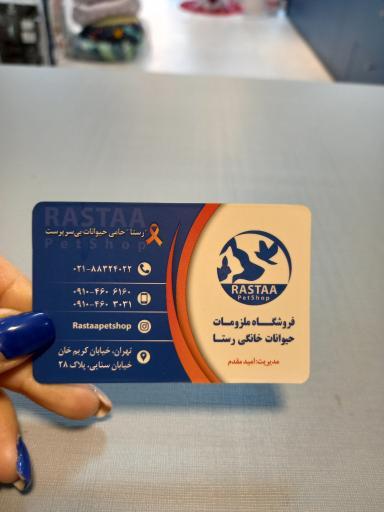 RASTAA
PetShop
"رستا" حامی حیوانات بی‌سرپرست
۰۲۱-۸۸۳۲۴۰۲۲
۰۹۱۰-۴۶۰ ۶۱۶۰
۰۹۱۰-۴۶۰ ۳۰۳۱
Rastaapetshop
تهران، خیابان کریم خان
خیابان سنایی، پلاک ۲۸
RASTAA
PetShop
فروشگاه ملزومات
حیوانات خانگی رستا
مدیریت: امید مقدم